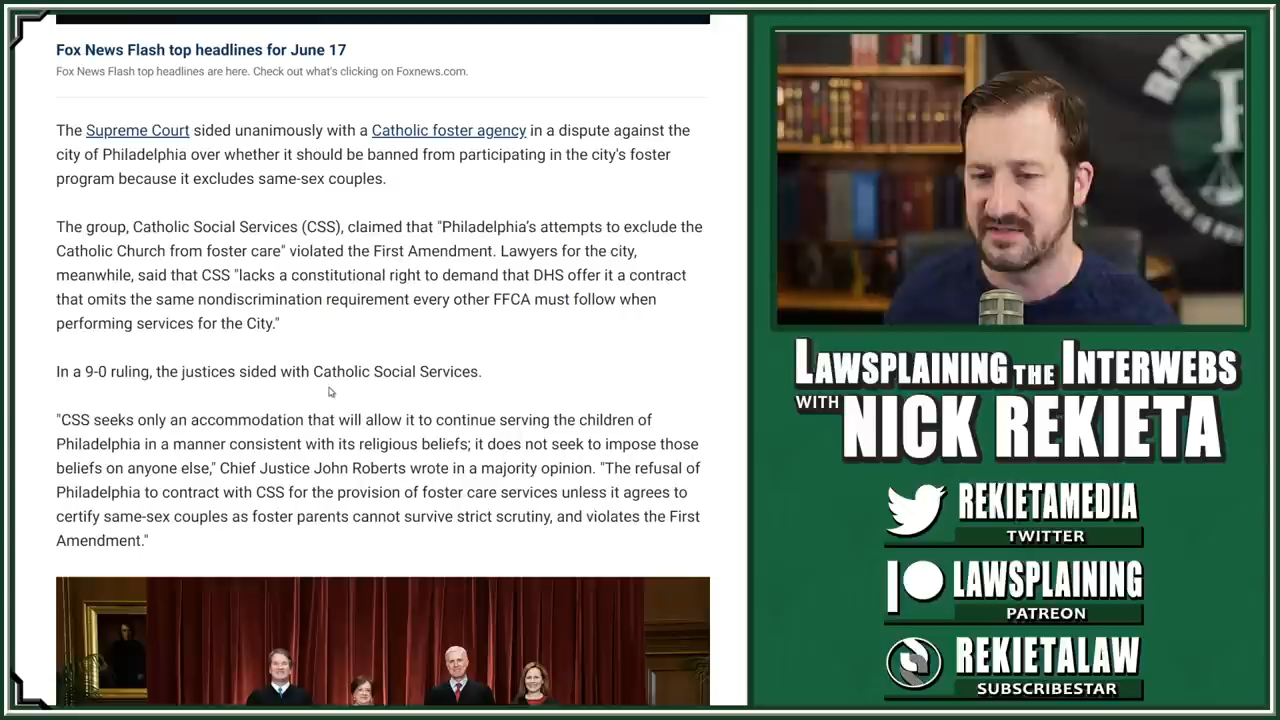 Fox News Flash top headlines for June 17
Fox News Flash top headlines are here. Check out what's clicking on Foxnews.com.
The Supreme Court sided unanimously with a Catholic foster agency in a dispute against the
city of Philadelphia over whether it should be banned from participating in the city's foster
program because it excludes same-sex couples.
The group, Catholic Social Services (CSS), claimed that "Philadelphia's attempts to exclude the
Catholic Church from foster care" violated the First Amendment. Lawyers for the city,
meanwhile, said that CSS "lacks a constitutional right to demand that DHS offer it a contract
that omits the same nondiscrimination requirement every other FFCA must follow when
performing services for the City."
In a 9-0 ruling, the justices sided with Catholic Social Services.
"CSS seeks only an accommodation that will allow it to continue serving the children of
Philadelphia in a manner consistent with its religious beliefs; it does not seek to impose those
beliefs on anyone else," Chief Justice John Roberts wrote in a majority opinion. "The refusal of
Philadelphia to contract with CSS for the provision of foster care services unless it agrees to
certify same-sex couples as foster parents cannot survive strict scrutiny, and violates the First
Amendment."
LAWSPLAINING THE INTERWEBS
WITH NICK REKIETA
REKIETAMEDIA
TWITTER
LAWSPLAINING
PATREON
REKIETALAW
SUBSCRIBESTAR